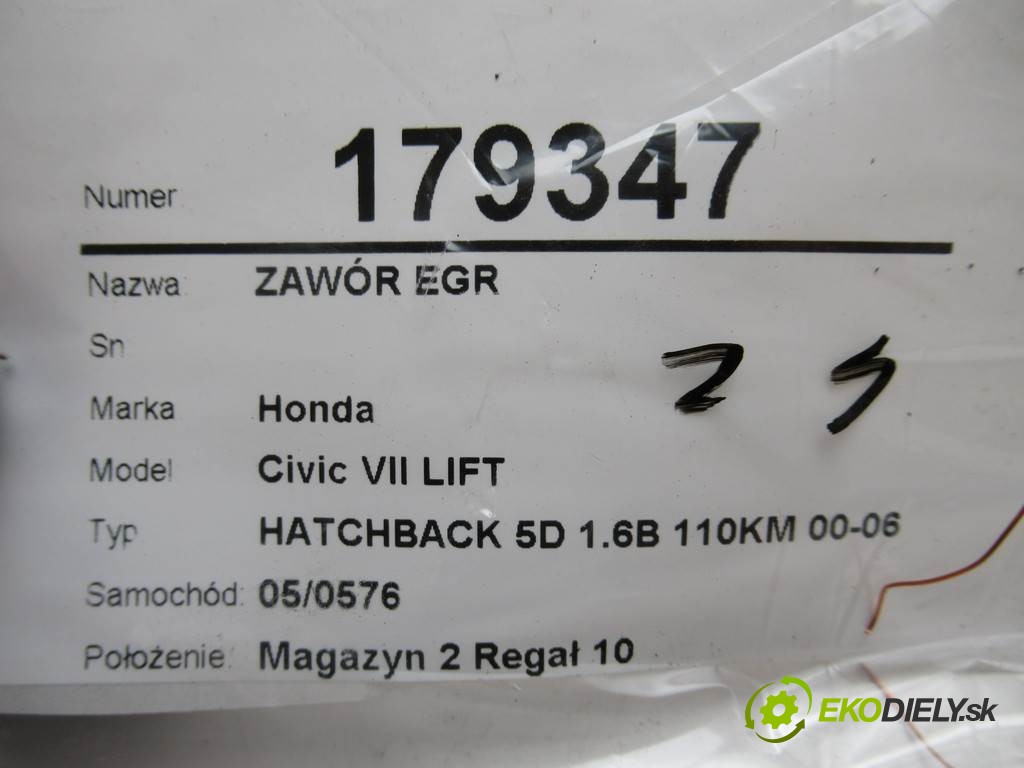 Numer 179347
Nazwa: ZAWÓR EGR
Sn
Marka Honda
Model Civic VII LIFT
Typ HATCHBACK 5D 1.6B 110KM 00-06
Samochód: 05/0576
Położenie: Magazyn 2 Regał 10
EKODIELY.sk